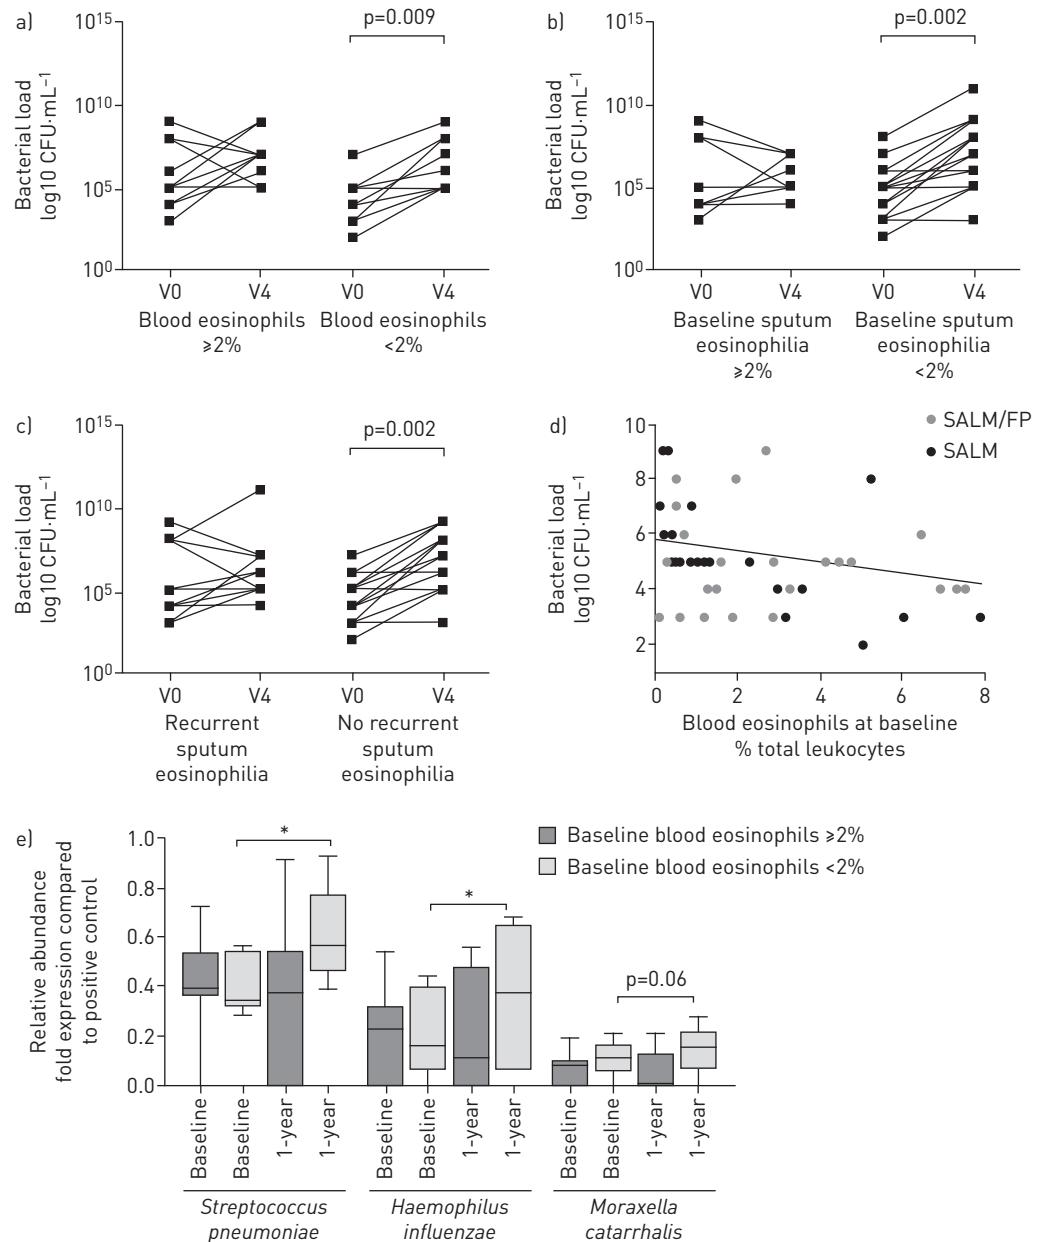 a)
10¹⁵
10¹⁰
10⁵
10⁰
Bacterial load
log10 CFU·mL⁻¹
p=0.009
V0 V4 V0 V4
Blood eosinophils Blood eosinophils
⩾2% <2%
b)
10¹⁵
10¹⁰
10⁵
10⁰
Bacterial load
log10 CFU·mL⁻¹
p=0.002
V0 V4 V0 V4
Baseline sputum Baseline sputum
eosinophilia eosinophilia
⩾2% <2%
c)
10¹⁵
10¹⁰
10⁵
10⁰
Bacterial load
log10 CFU·mL⁻¹
p=0.002
V0 V4 V0 V4
Recurrent No recurrent
sputum sputum
eosinophilia eosinophilia
d)
10
8
6
4
2
Bacterial load
log10 CFU·mL⁻¹
SALM/FP
SALM
0 2 4 6 8
Blood eosinophils at baseline
% total leukocytes
e)
1.0
0.8
0.6
0.4
0.2
0.0
Relative abundance
fold expression compared
to positive control
Baseline blood eosinophils ⩾2%
Baseline blood eosinophils <2%
*
*
p=0.06
Baseline Baseline 1-year 1-year Baseline Baseline 1-year 1-year Baseline Baseline 1-year 1-year
Streptococcus Haemophilus Moraxella
pneumoniae influenzae catarrhalis